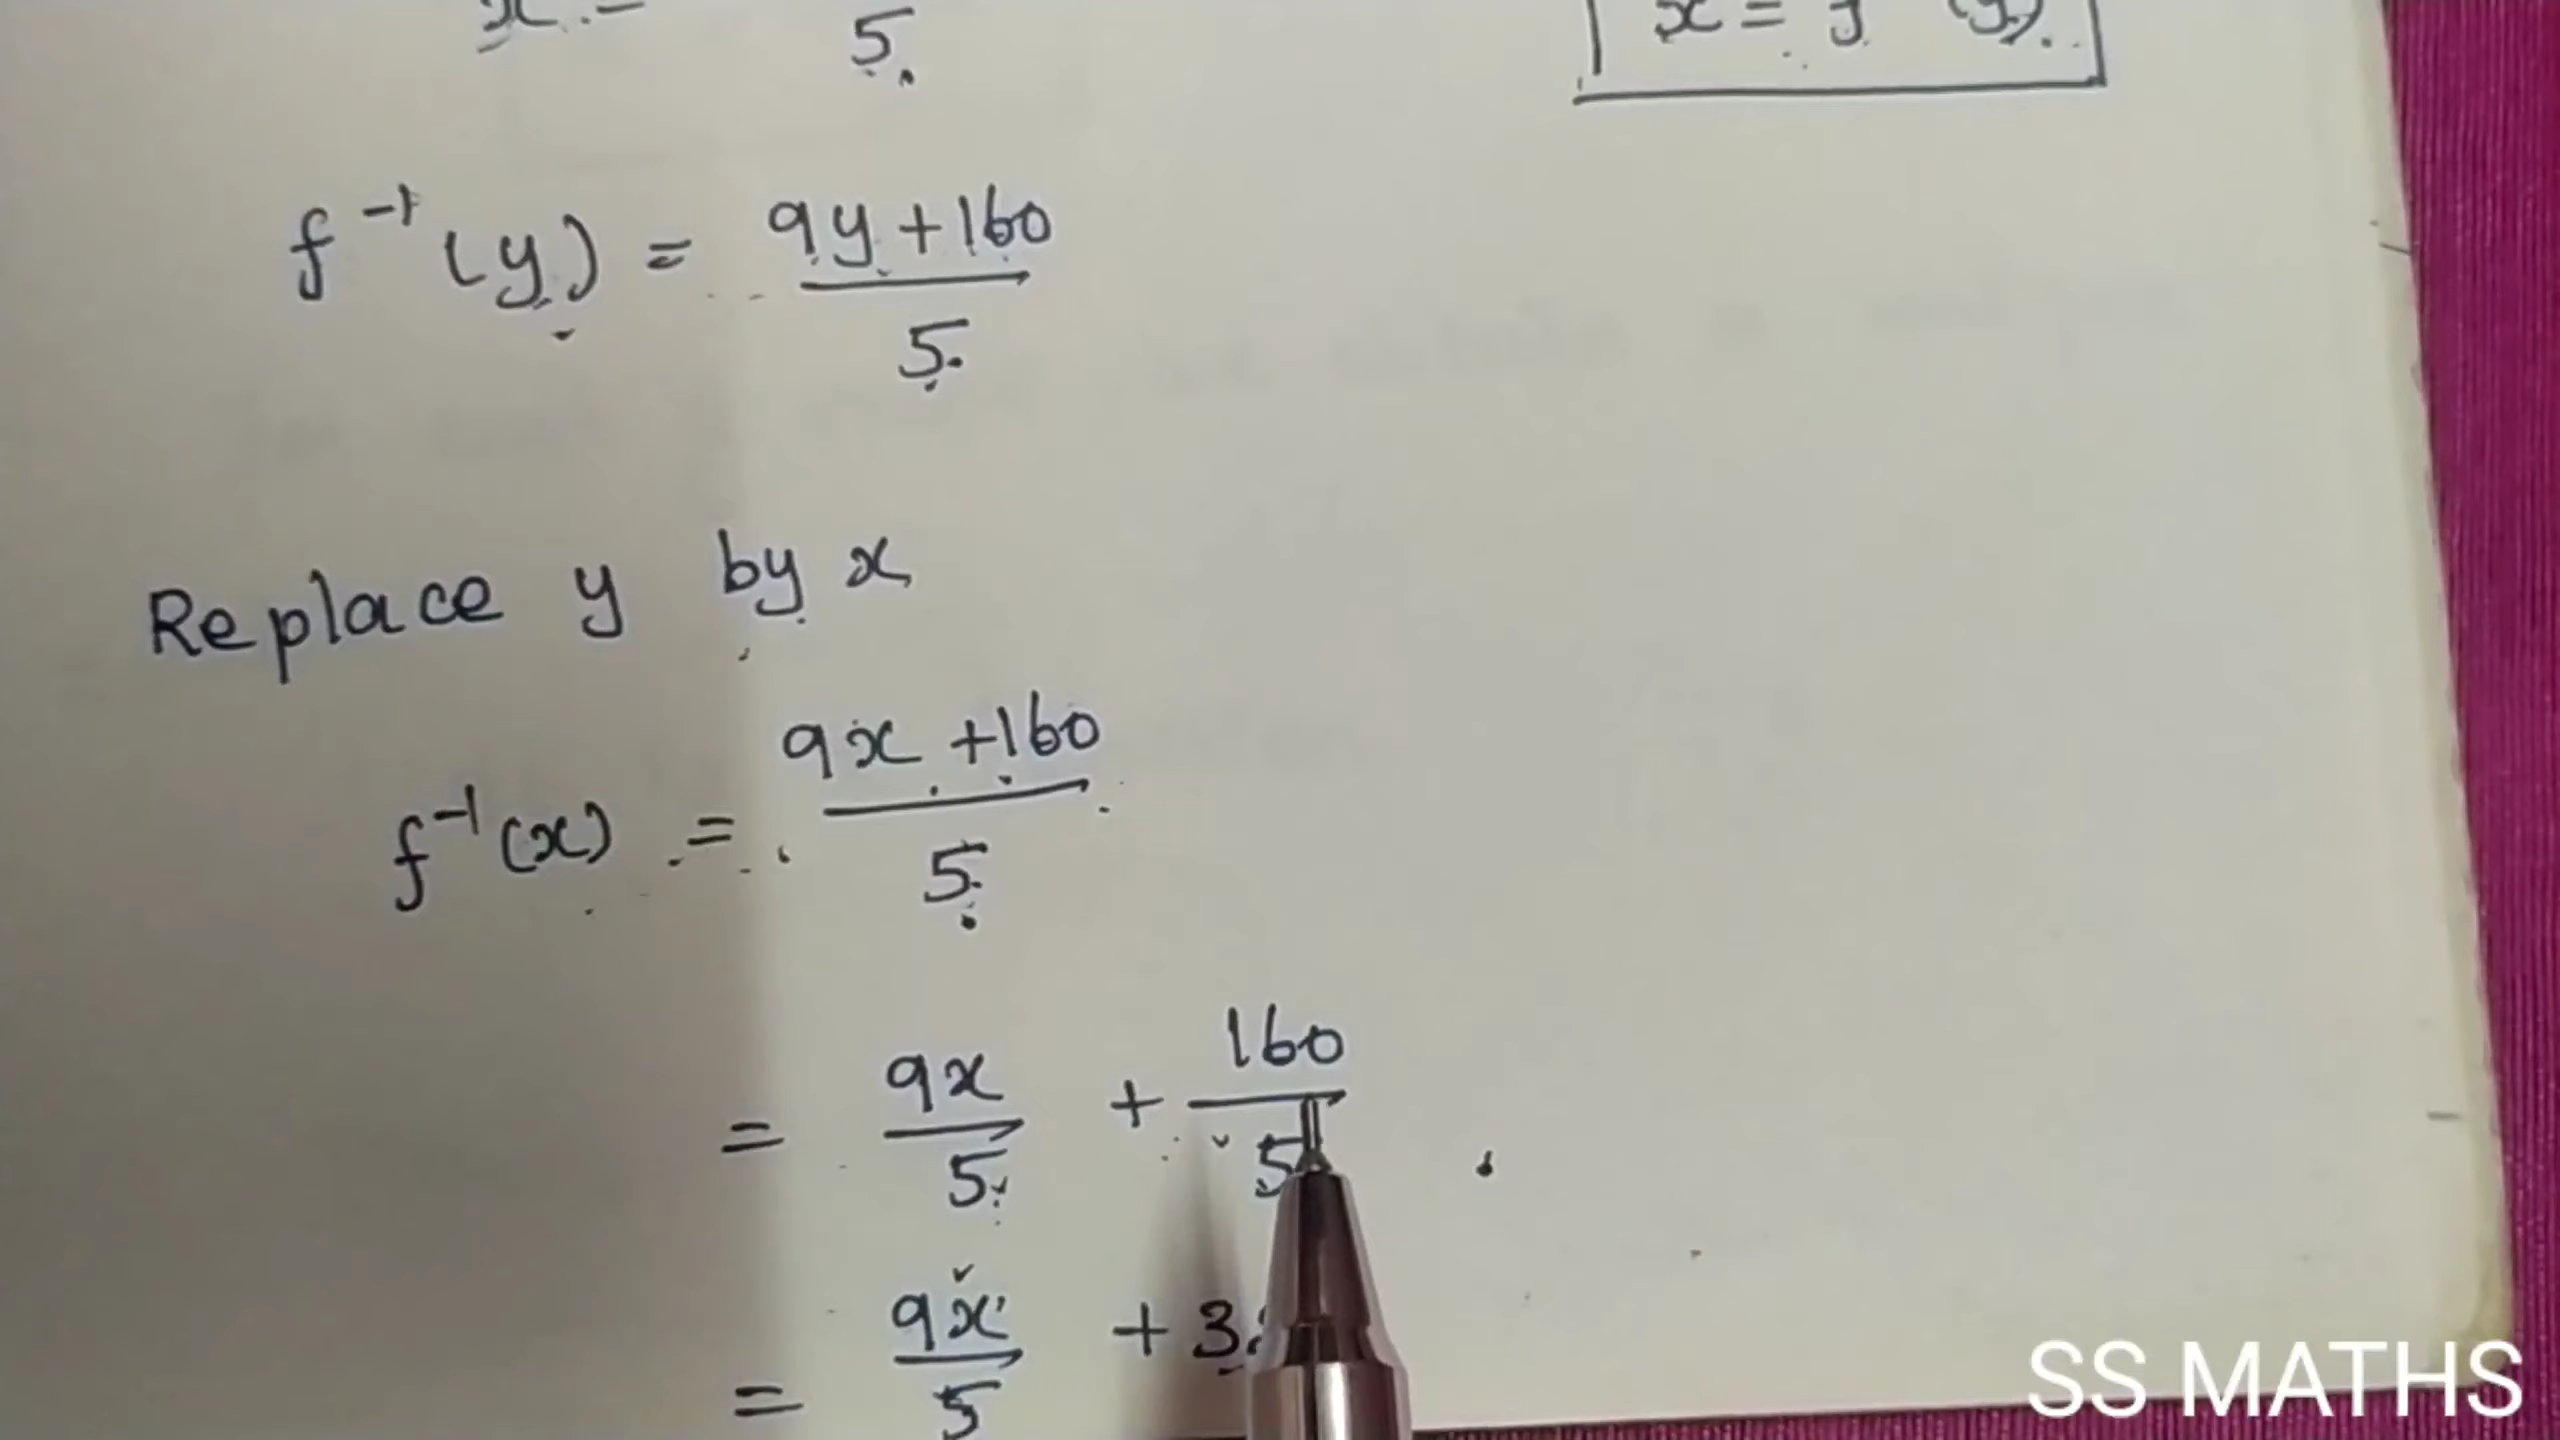 x =
5.
x = f (y).
f⁻¹(y) = 9y+160
5.
Replace y by x
f⁻¹(x) = 9x +160
5.
= 9x/5 + 160/5
= 9x/5 + 3
SS MATHS